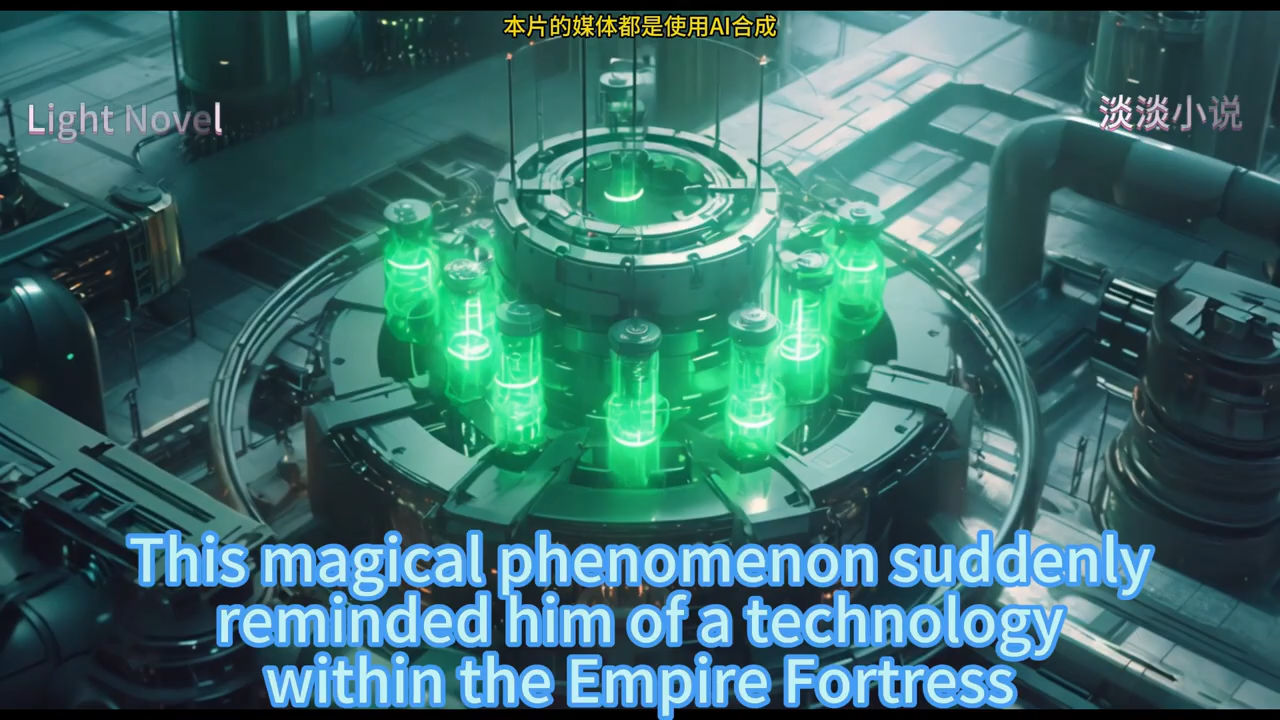 本片的媒体都是使用AI合成
Light Novel
淡淡小说
This magical phenomenon suddenly
reminded him of a technology
within the Empire Fortress